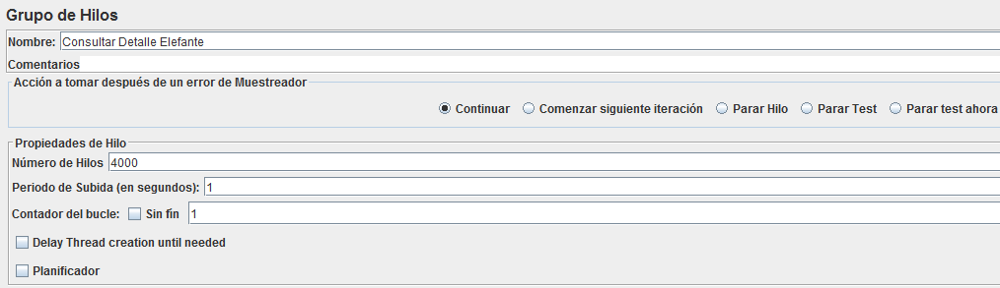 Grupo de Hilos
Nombre: Consultar Detalle Elefante
Comentarios
Acción a tomar después de un error de Muestreador
Continuar Comenzar siguiente iteración Parar Hilo Parar Test Parar test ahora
Propiedades de Hilo
Número de Hilos 4000
Periodo de Subida (en segundos): 1
Contador del bucle: Sin fin 1
Delay Thread creation until needed
Planificador